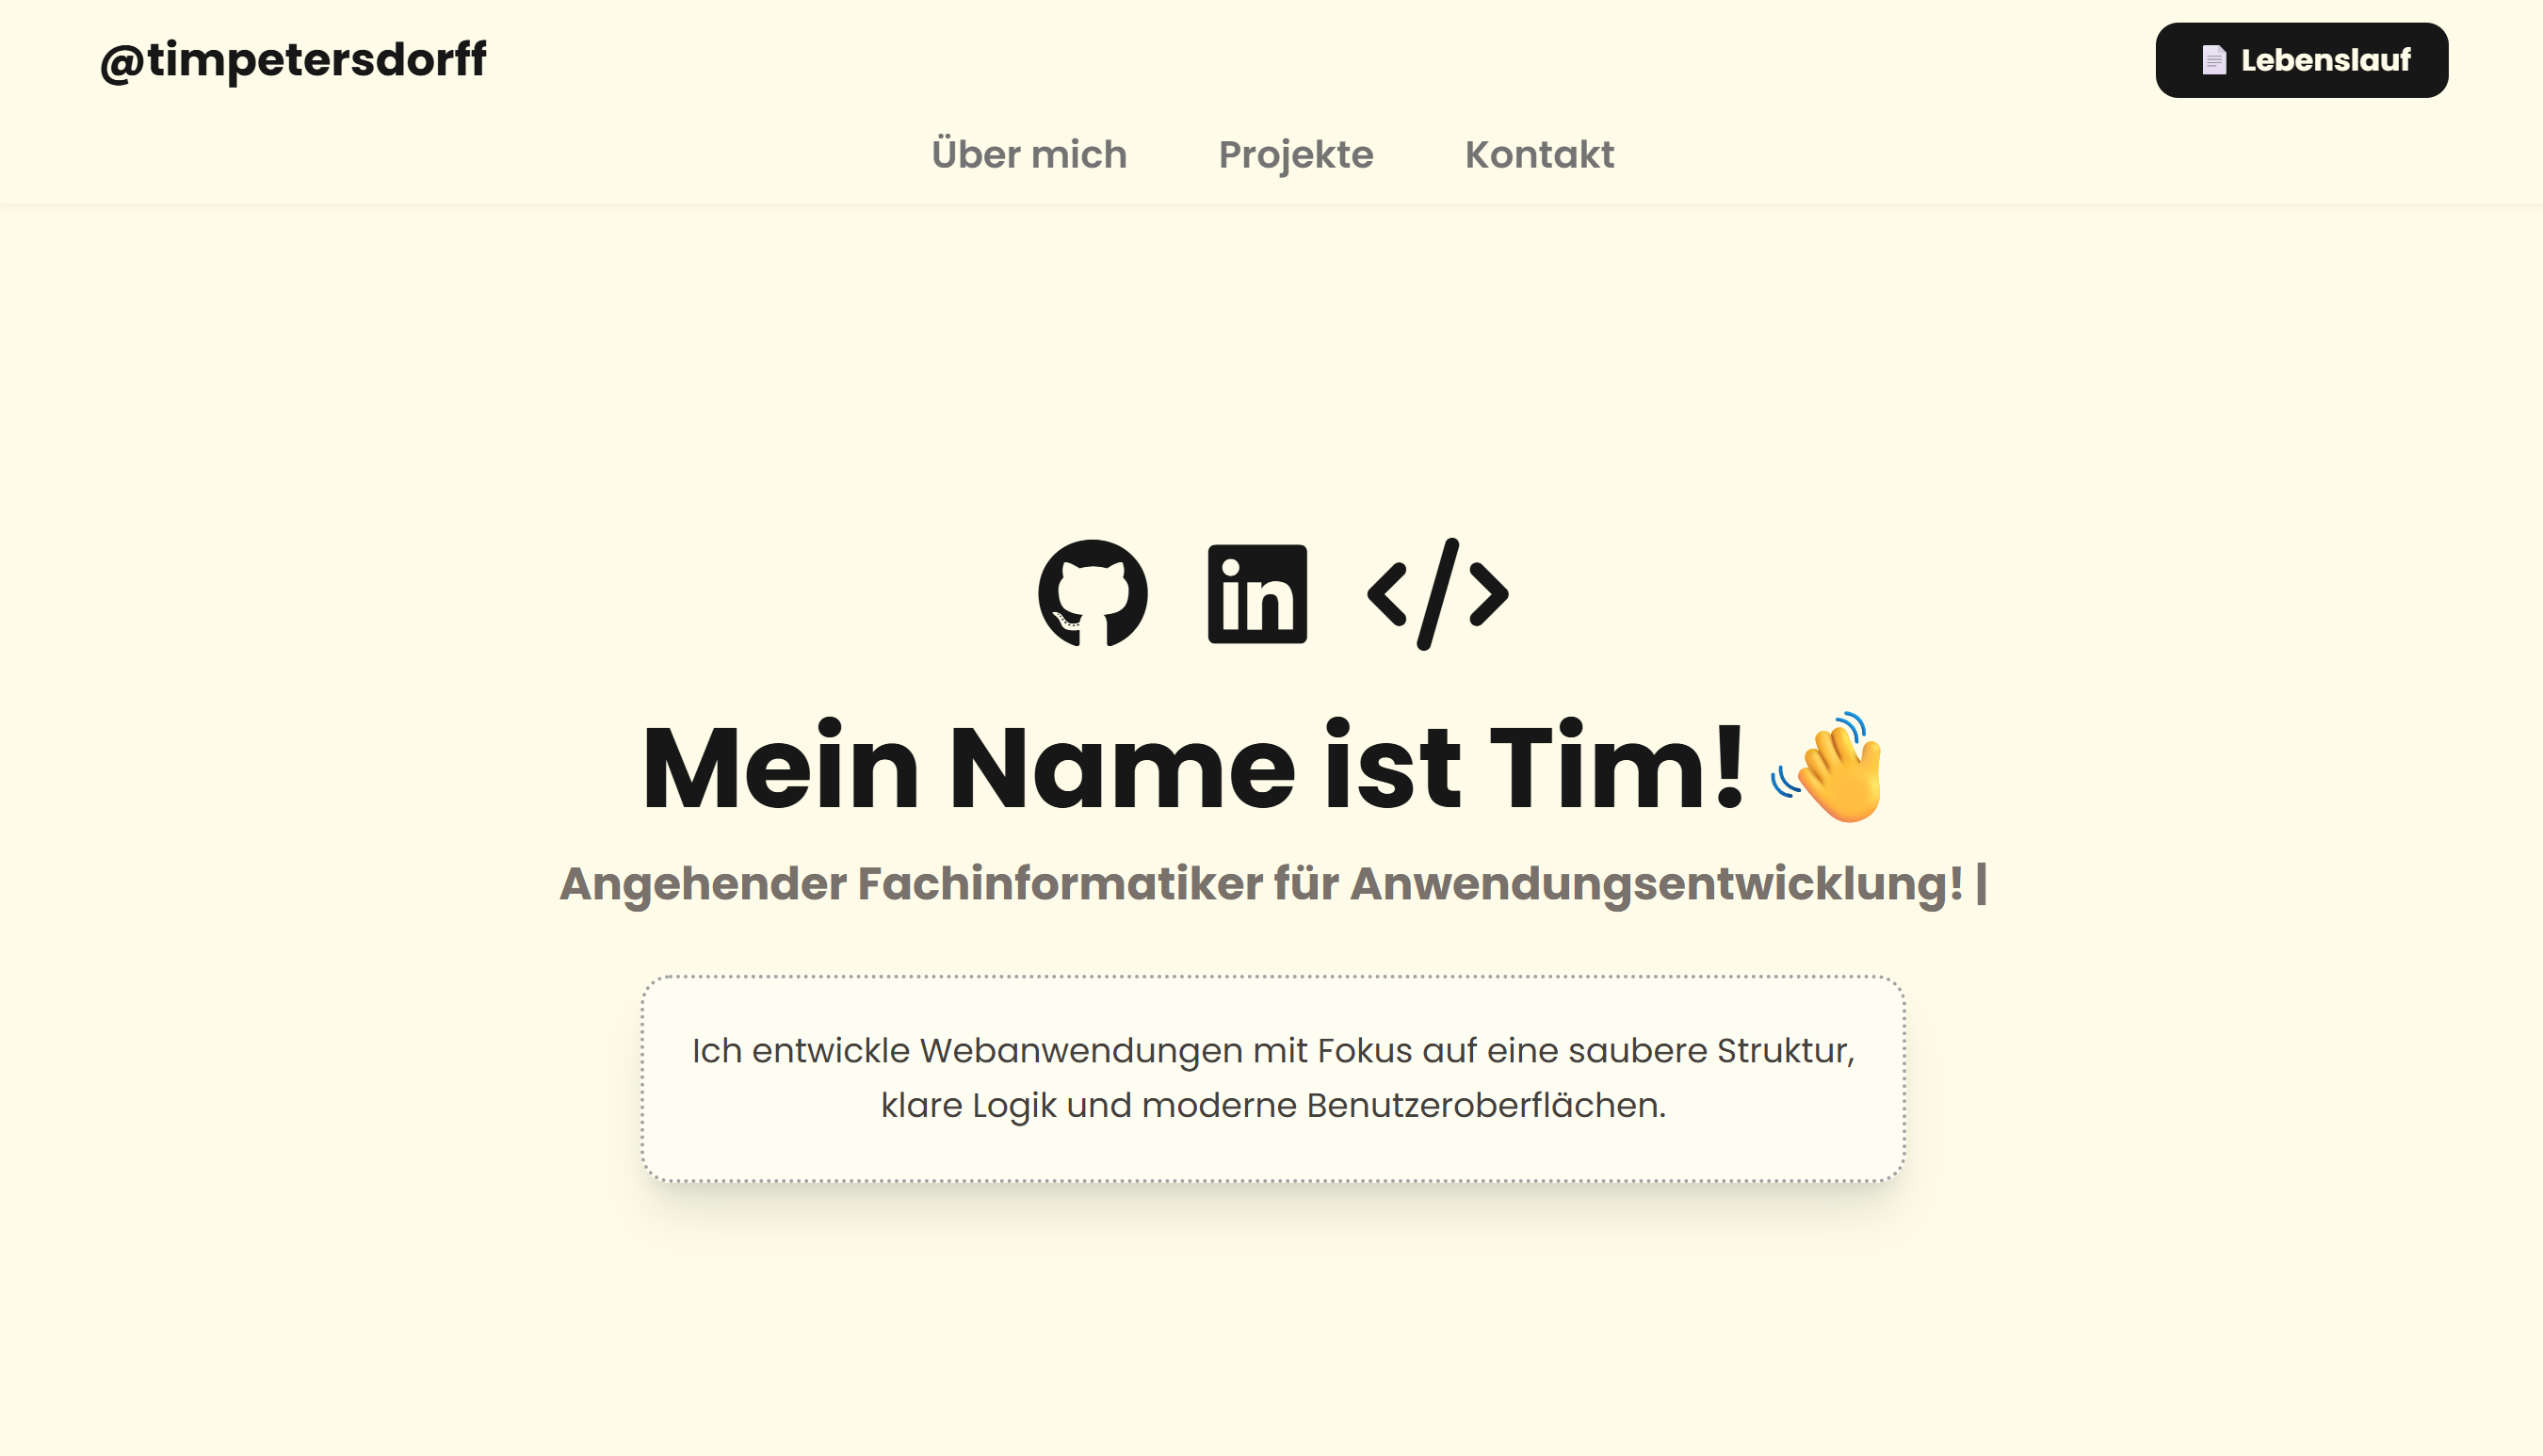 @timpetersdorff
Lebenslauf
Über mich Projekte Kontakt
in
</>
Mein Name ist Tim!
Angehender Fachinformatiker für Anwendungsentwicklung! |
Ich entwickle Webanwendungen mit Fokus auf eine saubere Struktur,
klare Logik und moderne Benutzeroberflächen.